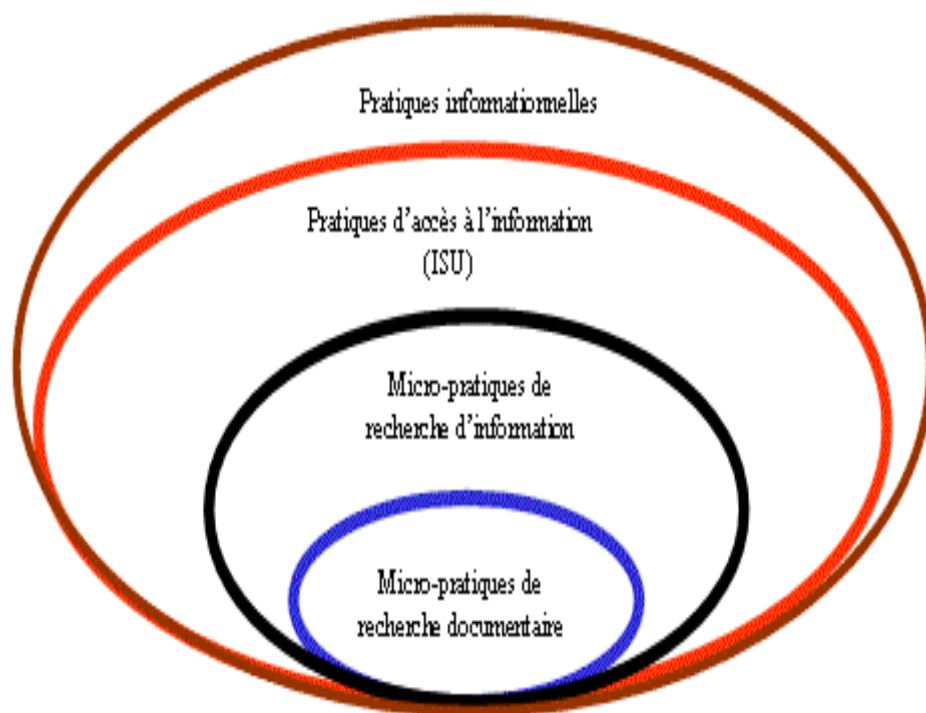 Pratiques informationnelles
Pratiques d'accès à l'information
(ISU)
Micro-pratiques de
recherche d'information
Micro-pratiques de
recherche documentaire